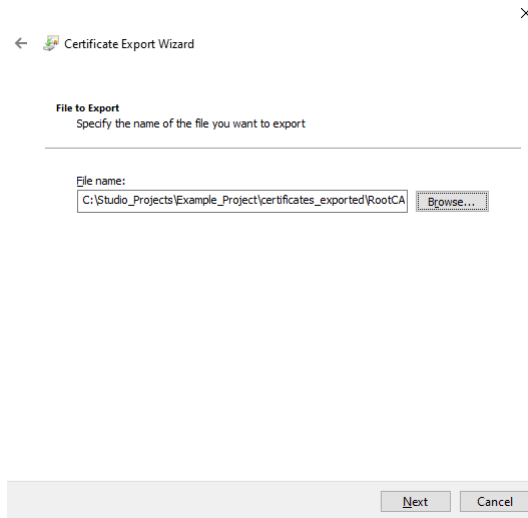 Certificate Export Wizard
File to Export
Specify the name of the file you want to export
File name:
C:\Studio_Projects\Example_Project\certificates_exported\RootCA
Browse...
Next
Cancel